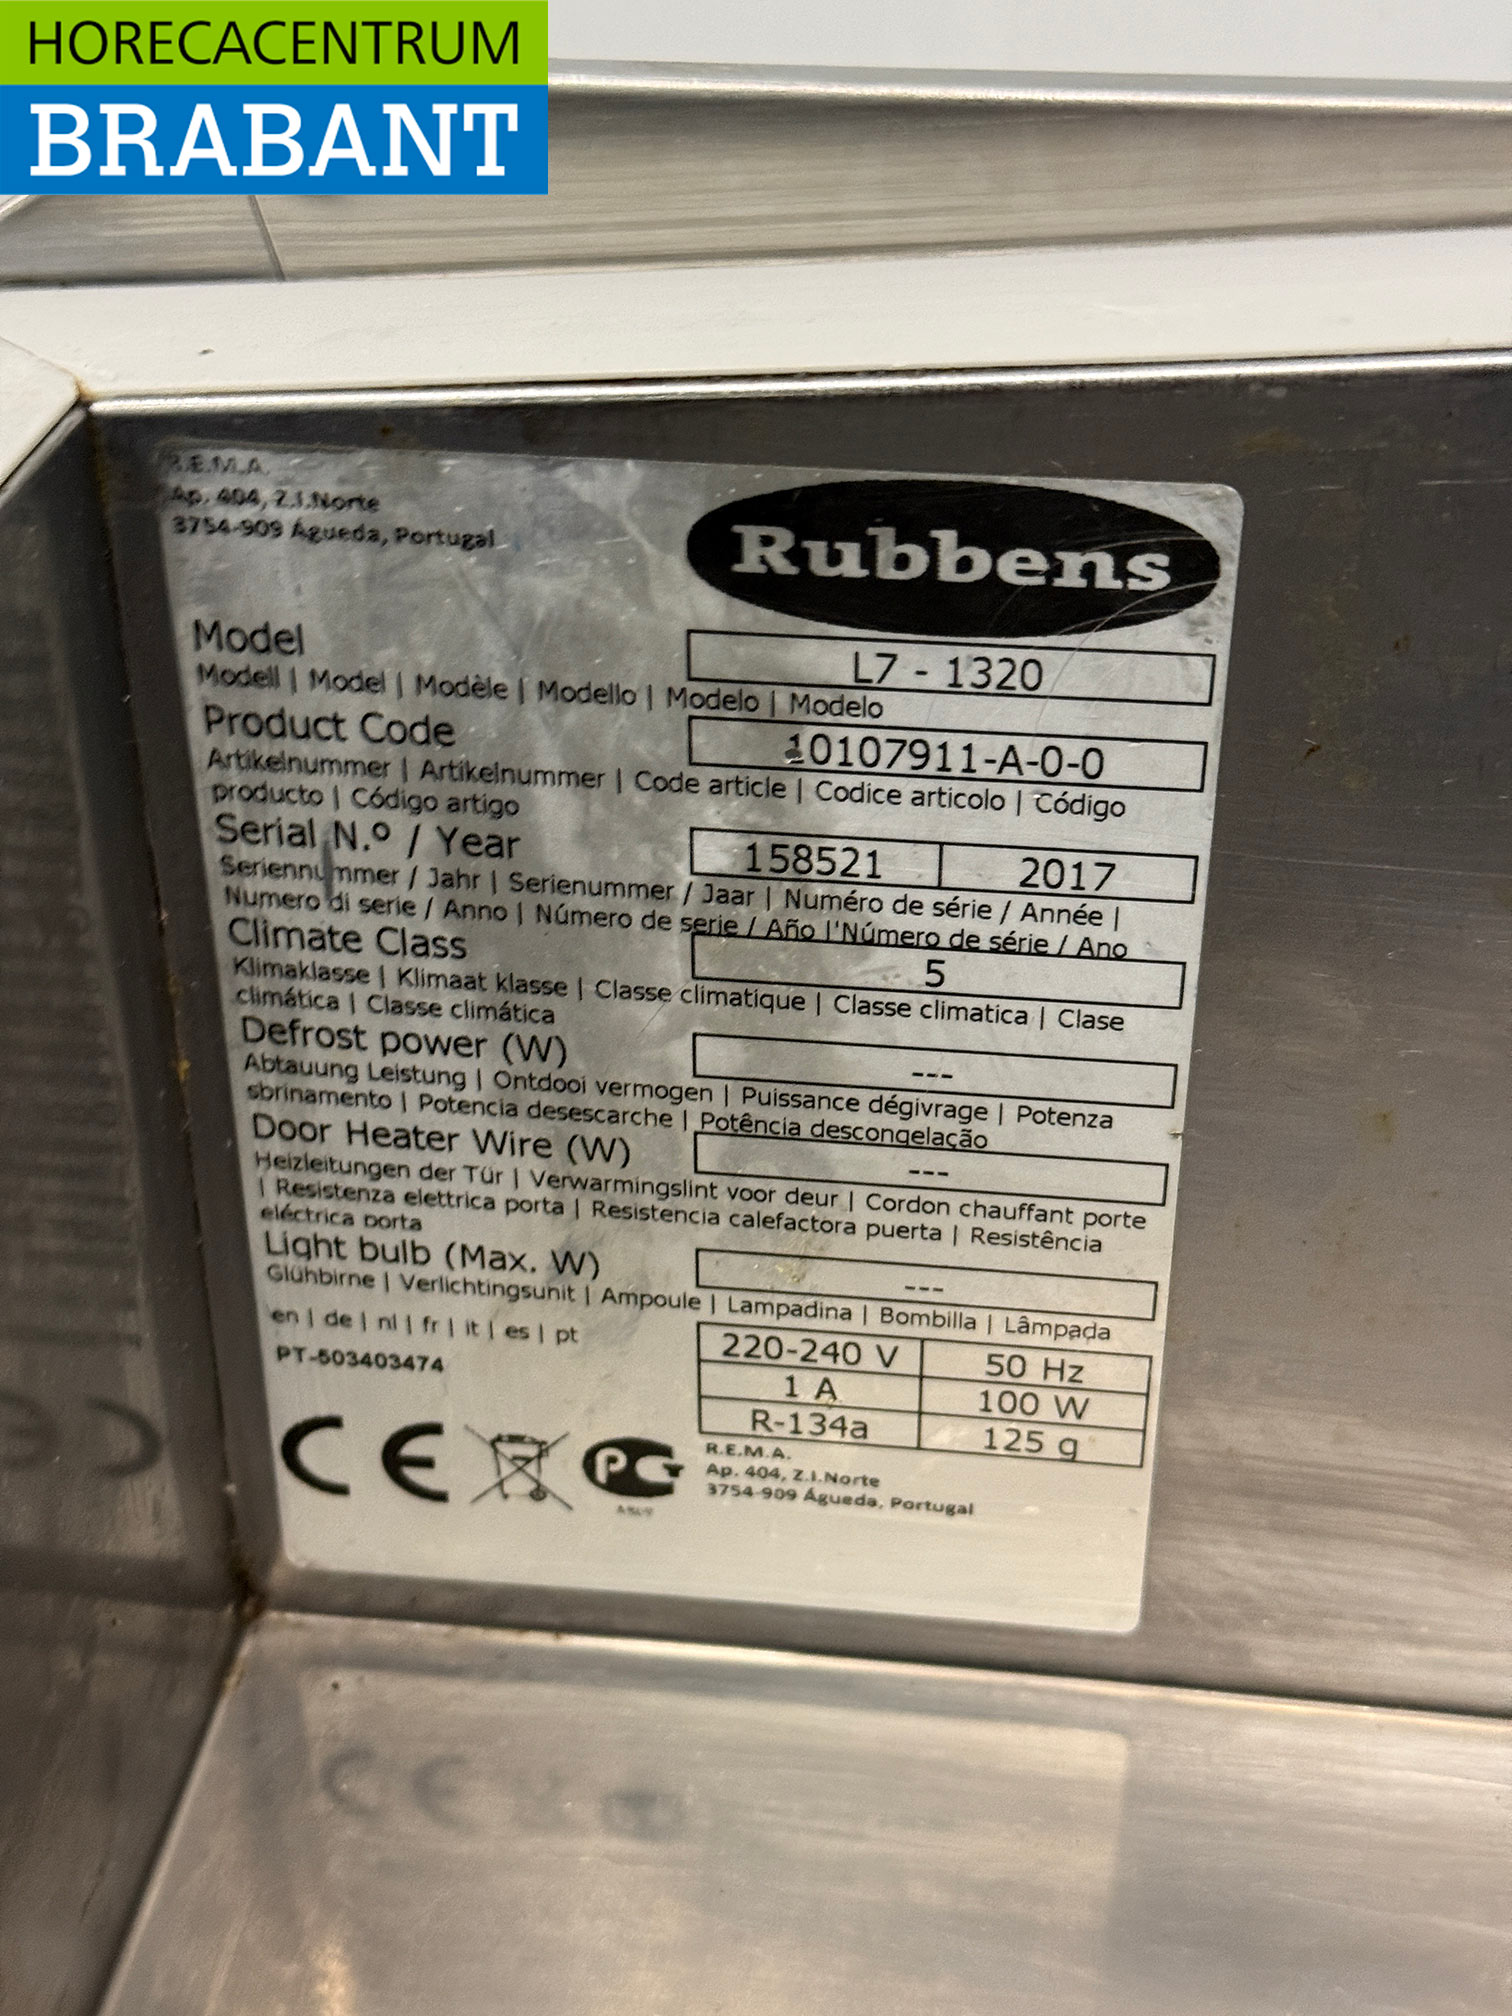 HORECACENTRUM
BRABANT
R.E.M.A.
Ap. 404, Z.I.Norte
3754-909 Águeda, Portugal
Rubbens
Model
L7 - 1320
Modell | Model | Modèle | Modello | Modelo | Modelo
Product Code
10107911-A-0-0
Artikelnummer | Artikelnummer | Code article | Codice articolo | Código
producto | Código artigo
Serial N.º / Year
158521 2017
Seriennummer / Jahr | Serienummer / Jaar | Numéro de série / Année |
Numero di serie / Anno | Número de serie / Año l'Número de série / Ano
Climate Class
5
Klimaklasse | Klimaat klasse | Classe climatique | Classe climatica | Clase
climática | Classe climática
Defrost power (W)
---
Abtauung Leistung | Ontdooi vermogen | Puissance dégivrage | Potenza
sbrinamento | Potencia desescarche | Potência descongelação
Door Heater Wire (W)
---
Heizleitungen der Tür | Verwarmingslint voor deur | Cordon chauffant porte
| Resistenza elettrica porta | Resistencia calefactora puerta | Resistência
eléctrica porta
Light bulb (Max. W)
---
Glühbirne | Verlichtingsunit | Ampoule | Lampadina | Bombilla | Lâmpada
en | de | nl | fr | it | es | pt
220-240 V 50 Hz
PT-503403474
1 A 100 W
R-134a 125 g
CE
R.E.M.A.
Ap. 404, Z.I.Norte
3754-909 Águeda, Portugal